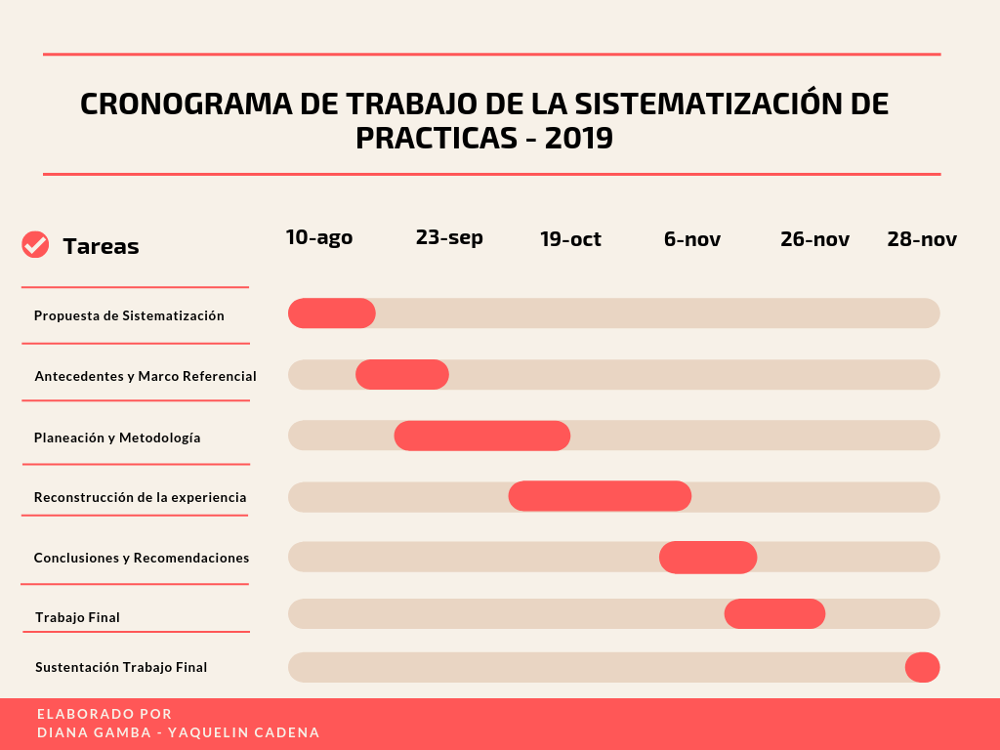 CRONOGRAMA DE TRABAJO DE LA SISTEMATIZACIÓN DE
PRACTICAS - 2019
Tareas
10-ago
23-sep
19-oct
6-nov
26-nov
28-nov
Propuesta de Sistematización
Antecedentes y Marco Referencial
Planeación y Metodología
Reconstrucción de la experiencia
Conclusiones y Recomendaciones
Trabajo Final
Sustentación Trabajo Final
ELABORADO POR
DIANA GAMBA - YAQUELIN CADENA